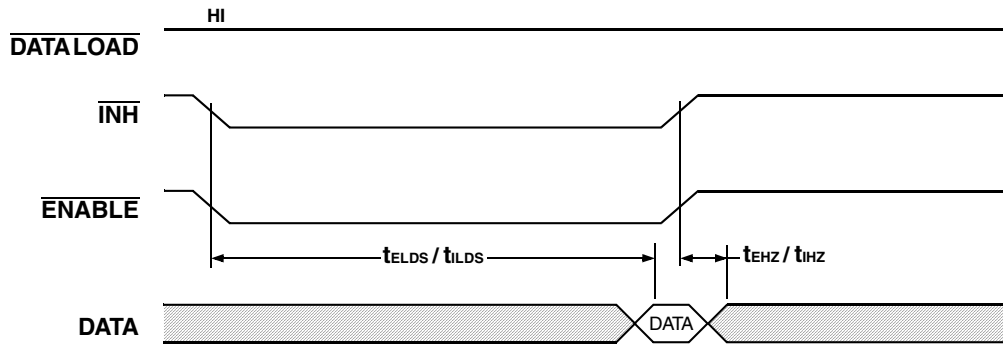 HI
DATA LOAD
INH
ENABLE
tELDS / tILDS
tEHZ / tIHZ
DATA
DATA